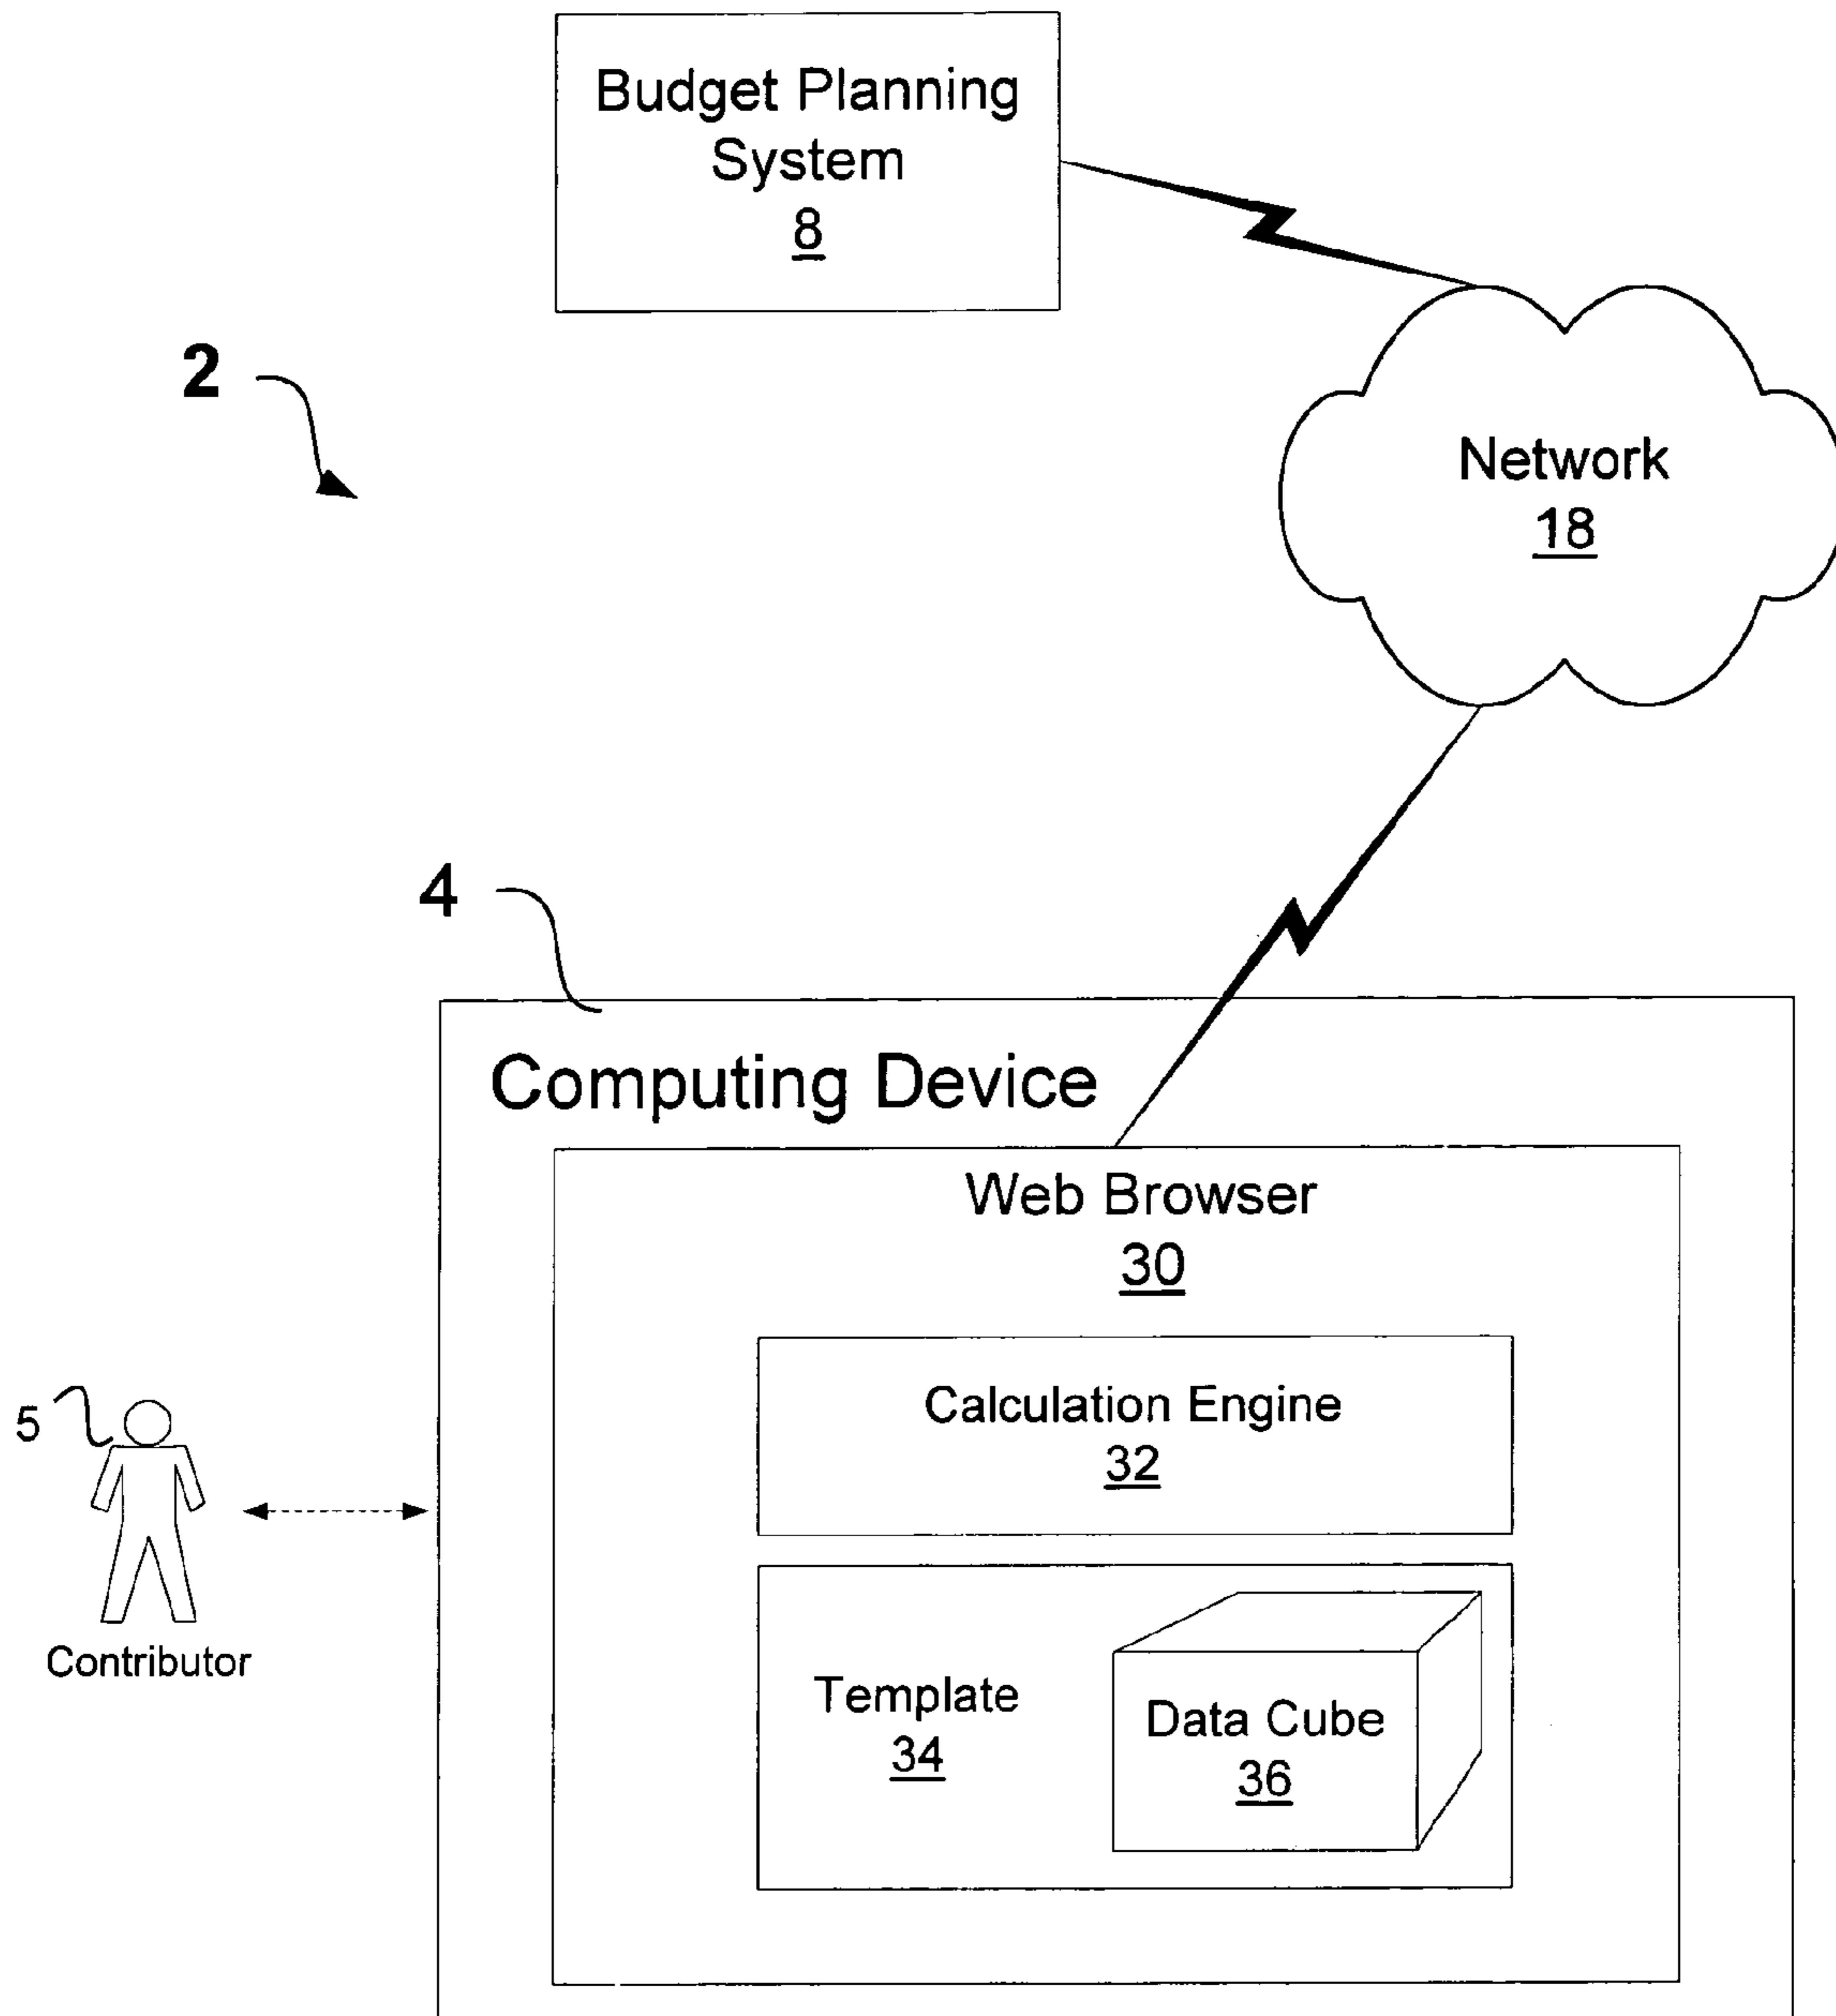 Budget Planning
System
8
2
Network
18
4
Computing Device
Web Browser
30
Calculation Engine
32
5
Contributor
Template
34
Data Cube
36